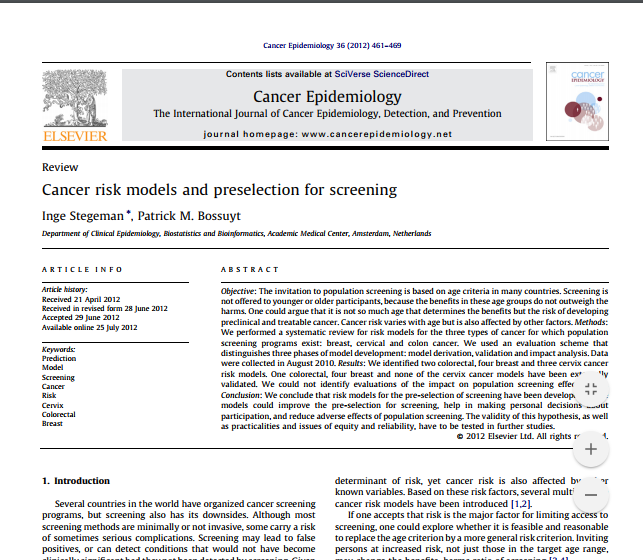 Cancer Epidemiology 36 (2012) 461–469
Contents lists available at SciVerse ScienceDirect
Cancer Epidemiology
The International Journal of Cancer Epidemiology, Detection, and Prevention
journal homepage: www.cancerepidemiology.net
ELSEVIER
cancer
EPIDEMIOLOGY
Review
Cancer risk models and preselection for screening
Inge Stegeman *, Patrick M. Bossuyt
Department of Clinical Epidemiology, Biostatistics and Bioinformatics, Academic Medical Center, Amsterdam, Netherlands
ARTICLE INFO
Article history:
Received 21 April 2012
Received in revised form 28 June 2012
Accepted 29 June 2012
Available online 25 July 2012
Keywords:
Prediction
Model
Screening
Cancer
Risk
Cervix
Colorectal
Breast
ABSTRACT
Objective: The invitation to population screening is based on age criteria in many countries. Screening is
not offered to younger or older participants, because the benefits in these age groups do not outweigh the
harms. One could argue that it is not so much age that determines the benefits but the risk of developing
preclinical and treatable cancer. Cancer risk varies with age but is also affected by other factors. Methods:
We performed a systematic review for risk models for the three types of cancer for which population
screening programs exist: breast, cervical and colon cancer. We used an evaluation scheme that
distinguishes three phases of model development: model derivation, validation and impact analysis. Data
were collected in August 2010. Results: We identified two colorectal, four breast and three cervix cancer
risk models. One colorectal, four breast and none of the cervix cancer models have been
validated. We could not identify evaluations of the impact on population screening
Conclusion: We conclude that risk models for the pre-selection of screening have been
models could improve the pre-selection for screening, help in making personal decisions about
participation, and reduce adverse effects of population screening. The validity of this hypothesis, as well
as practicalities and issues of equity and reliability, have to be tested in further studies.
© 2012 Elsevier Ltd. All rights
1. Introduction
Several countries in the world have organized cancer screening
programs, but screening also has its downsides. Although most
screening methods are minimally or not invasive, some carry a risk
of sometimes serious complications. Screening may lead to false
positives, or can detect conditions that would not have become
determinant of risk, yet cancer risk is also affected by
known variables. Based on these risk factors, several
cancer risk models have been introduced [1,2].
If one accepts that risk is the major factor for limiting access to
screening, one could explore whether it is feasible and reasonable
to replace the age criterion by a more general risk criterion. Inviting
persons at increased risk, not just those in the target age range,